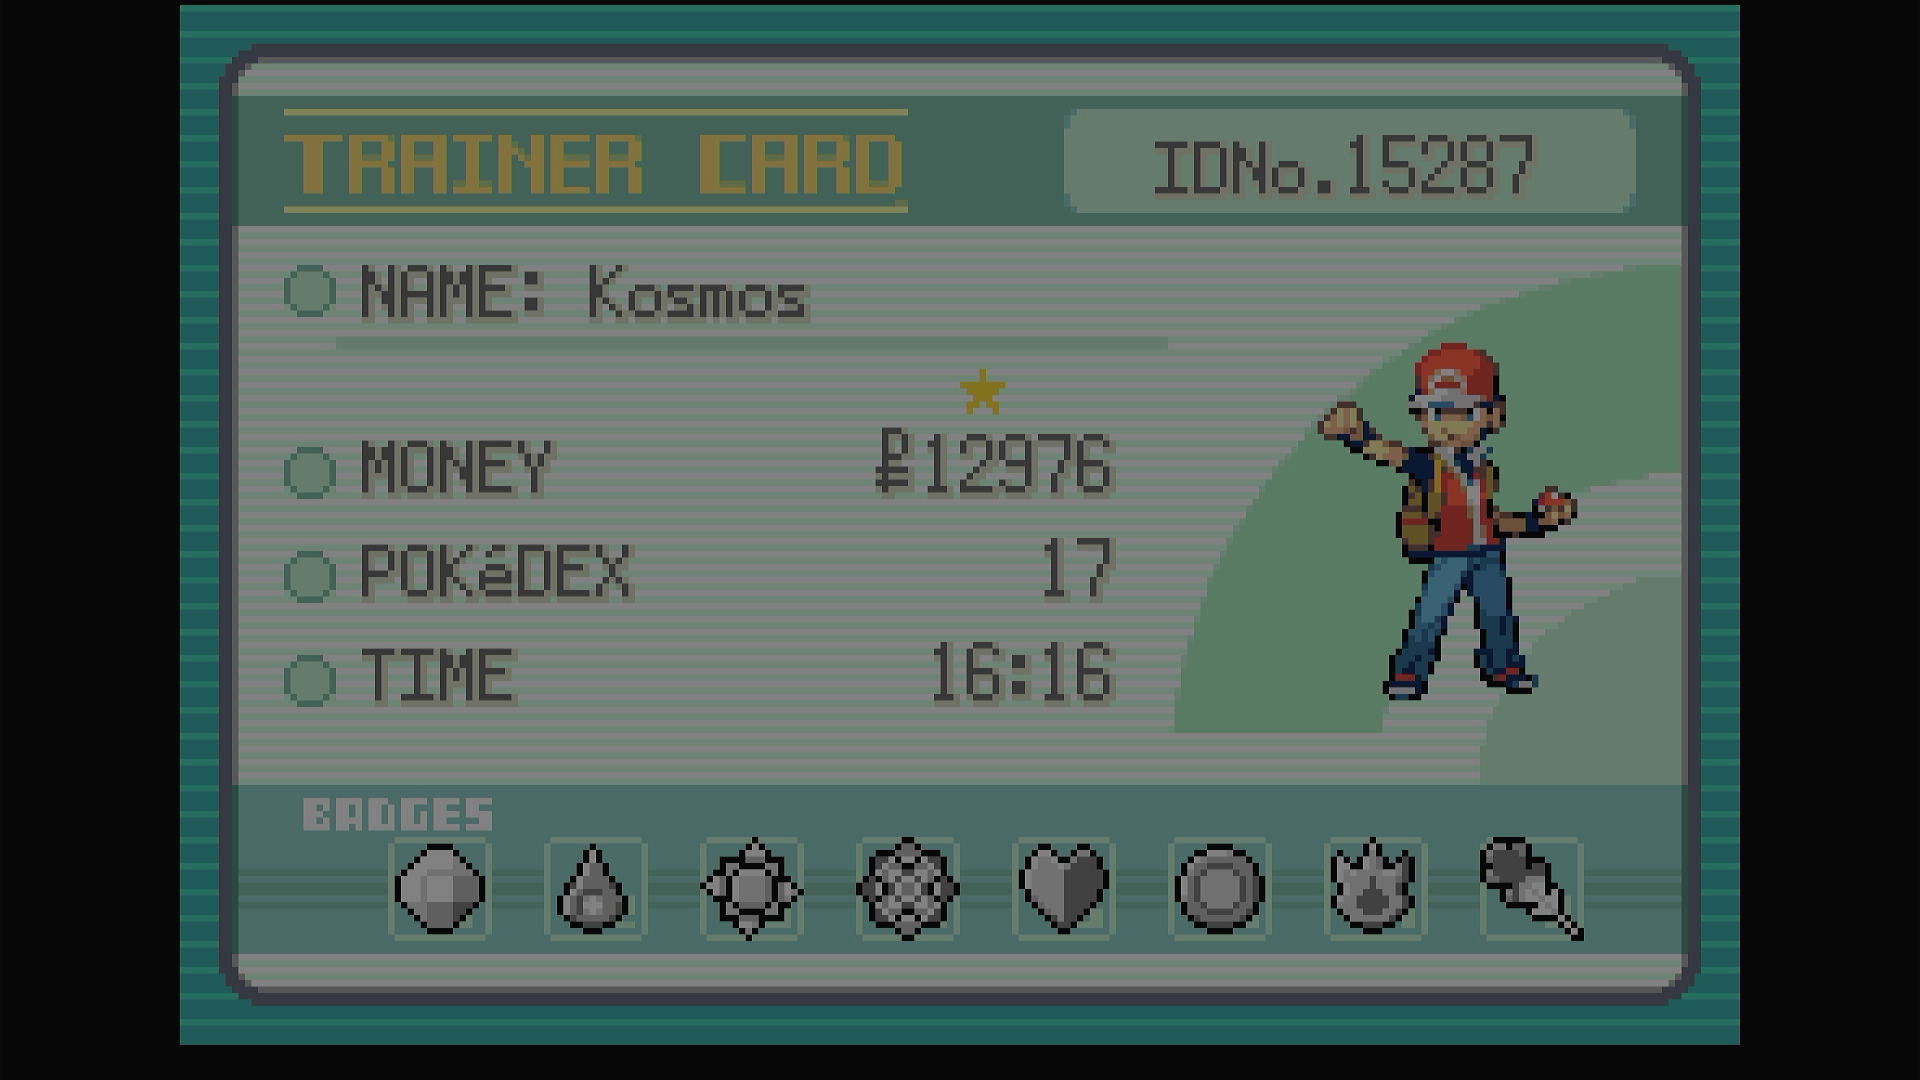 TRAINER CARD
IDNo.15287
NAME: Kosmos
MONEY ₽12976
POKéDEX 17
TIME 16:16
BADGES